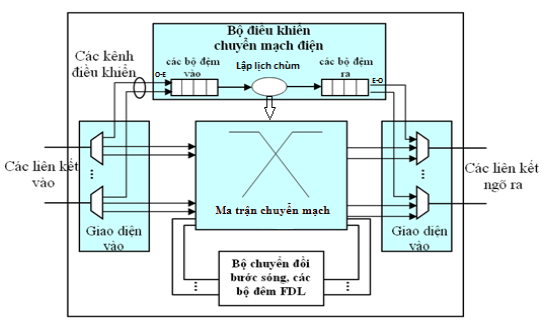 Bộ điều khiển
chuyển mạch điện
Các kênh
điều khiển
O-E
các bộ đệm
vào
Lập lịch chùm
các bộ đệm
ra
E-O
Các liên kết
vào
Giao diện
vào
Ma trận chuyển mạch
Giao diện
vào
Các liên kết
ngõ ra
Bộ chuyển đổi
bước sóng, các
bộ đêm FDL